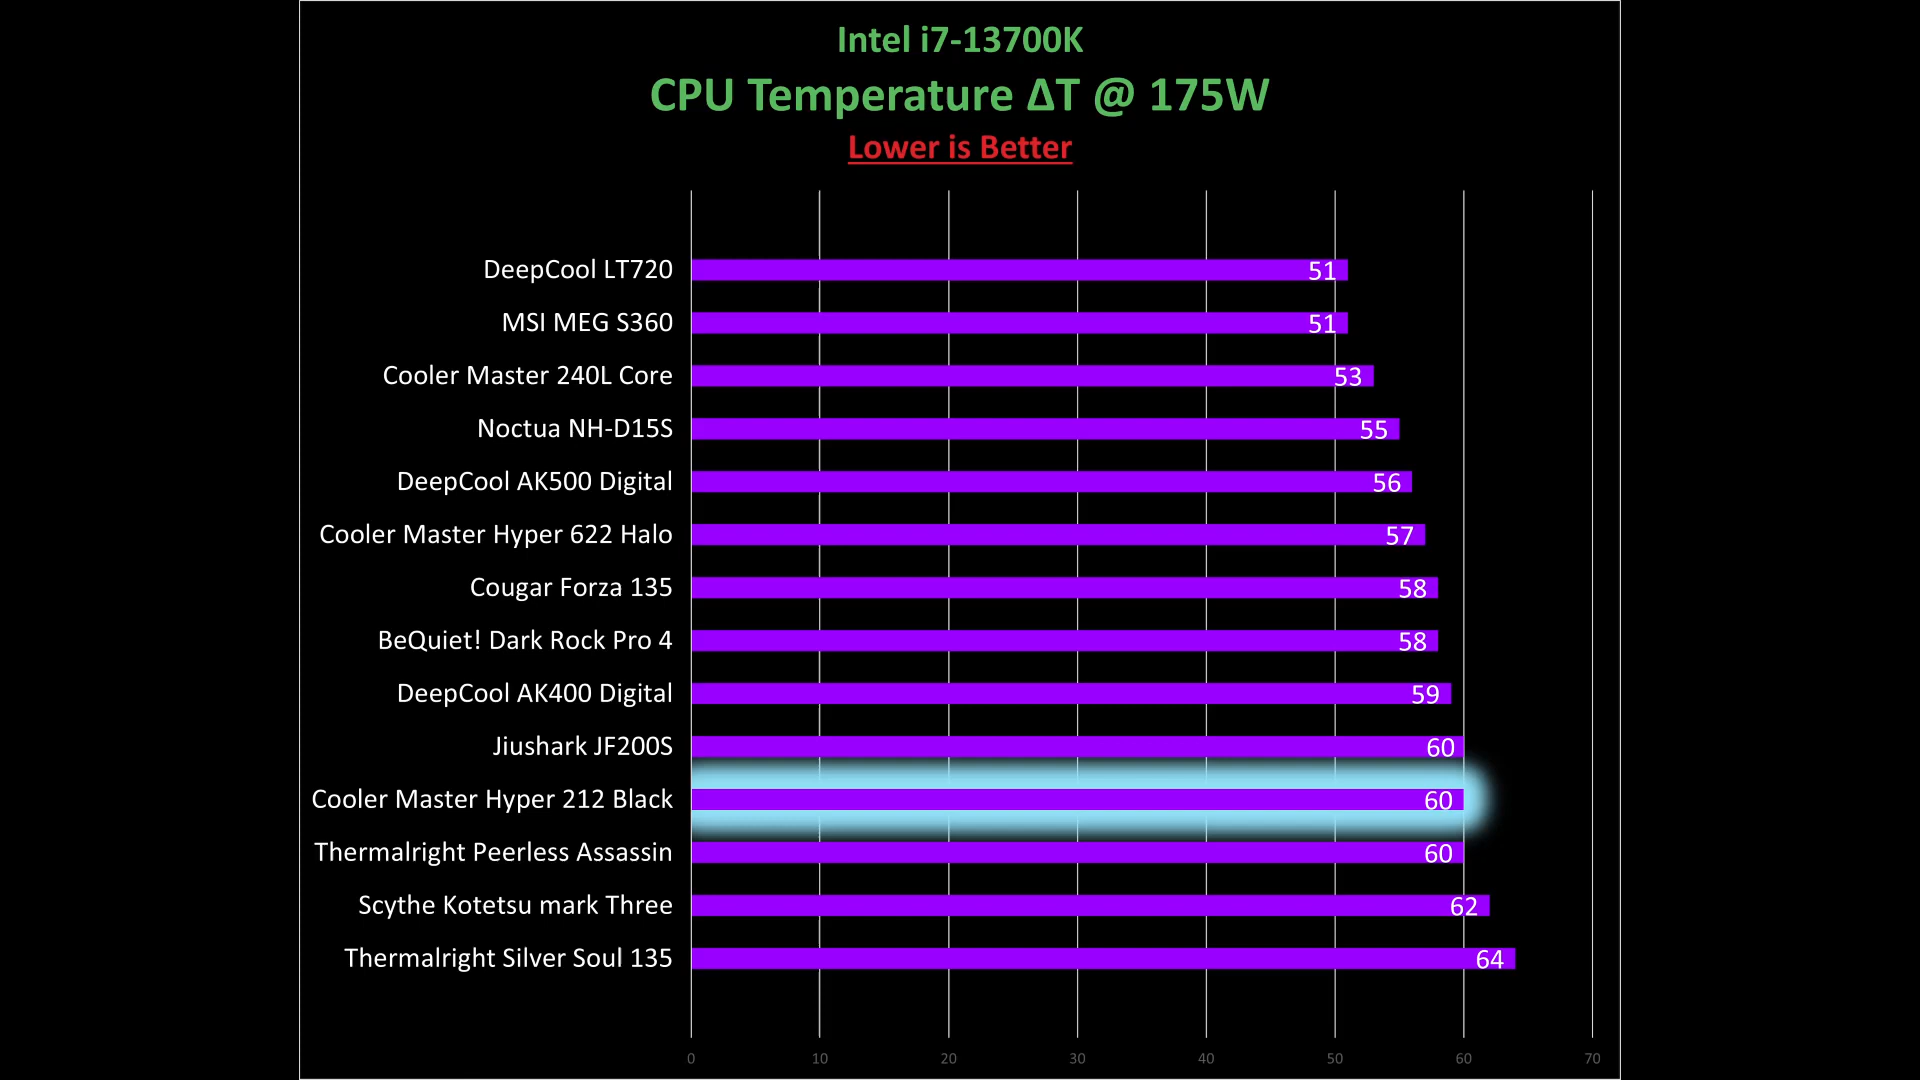 Intel i7-13700K
CPU Temperature ΔT @ 175W
Lower is Better
DeepCool LT720 51
MSI MEG S360 51
Cooler Master 240L Core 53
Noctua NH-D15S 55
DeepCool AK500 Digital 56
Cooler Master Hyper 622 Halo 57
Cougar Forza 135 58
BeQuiet! Dark Rock Pro 4 58
DeepCool AK400 Digital 59
Jiushark JF200S 60
Cooler Master Hyper 212 Black 60
Thermalright Peerless Assassin 60
Scythe Kotetsu mark Three 62
Thermalright Silver Soul 135 64
0 10 20 30 40 50 60 70